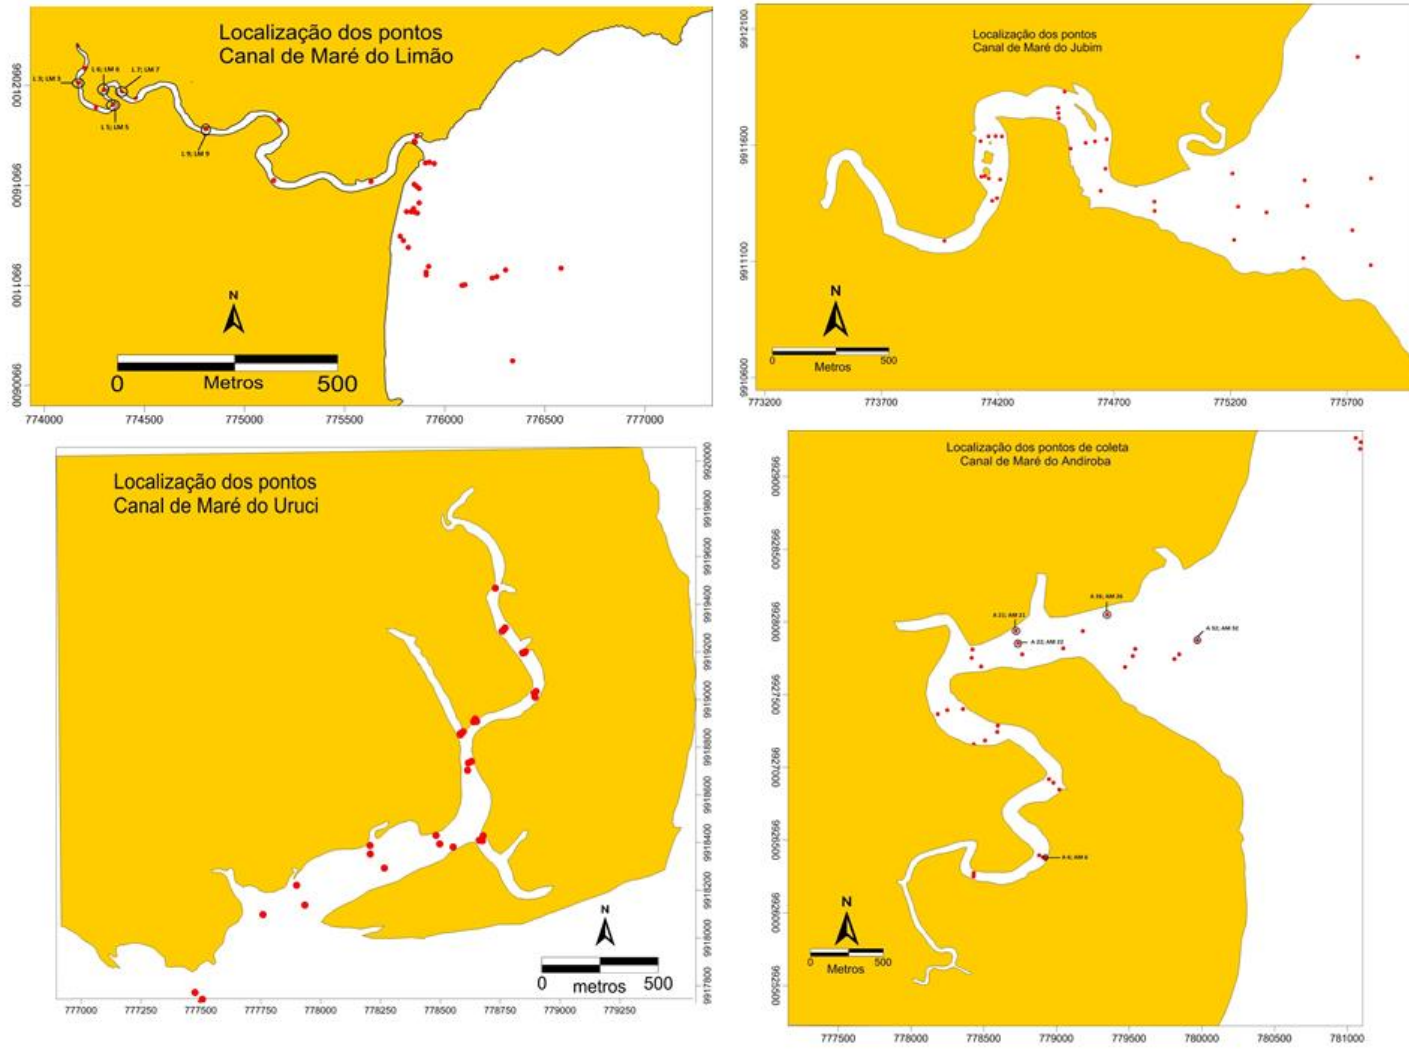 Localização dos pontos
Canal de Maré do Limão
L 3; LM 3
L 6; LM 6
L 7; LM 7
L 5; LM 5
L 9; LM 9
N
0 Metros 500
9912100
9911600
9911100
9910600
774000 774500 775000 775500 776000 776500 777000
Localização dos pontos
Canal de Maré do Jubim
N
0 500
Metros
773200 773700 774200 774700 775200 775700
Localização dos pontos
Canal de Maré do Uruci
N
0 metros 500
9920000
9919800
9919600
9919400
9919200
9919000
9918800
9918600
9918400
9918200
9918000
9917800
777000 777250 777500 777750 778000 778250 778500 778750 779000 779250
Localização dos pontos de coleta
Canal de Maré do Andiroba
A 21; AM 21
A 22; AM 22
A 52; AM 52
A 6; AM 6
N
0 500
Metros
9929000
9928500
9928000
9927500
9927000
777500 778000 778500 779000 779500 780000 780500 781000